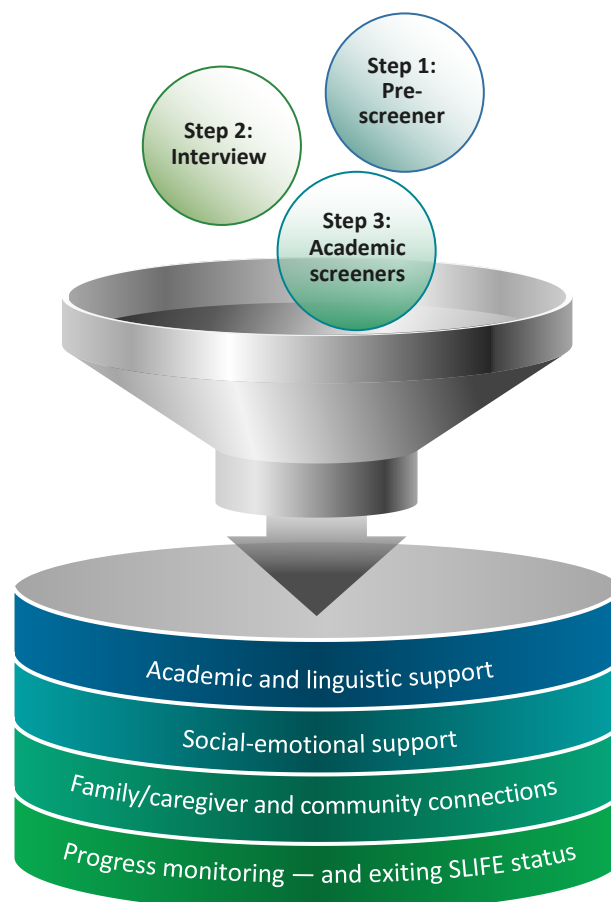 Step 1:
Pre-
screener
Step 2:
Interview
Step 3:
Academic
screeners
Academic and linguistic support
Social-emotional support
Family/caregiver and community connections
Progress monitoring — and exiting SLIFE status